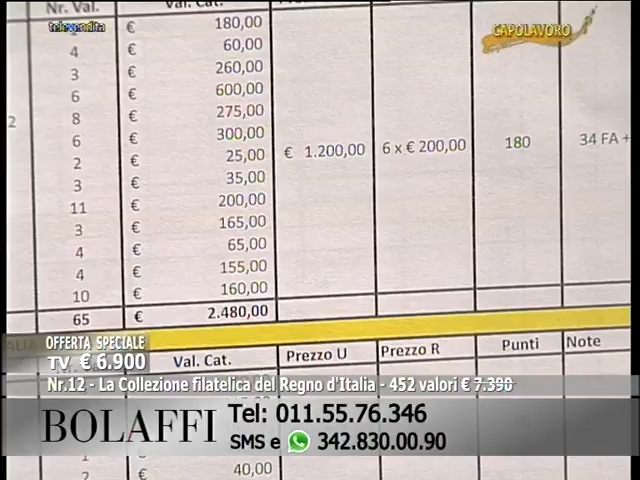 Nr. Val. Val. Cat.
televendita € 180,00 CAPOLAVORO
4 € 60,00
3 € 260,00
6 € 600,00
2 8 € 275,00
6 € 300,00 € 1.200,00 6 x € 200,00 180 34 FA +
2 € 25,00
3 € 35,00
11 € 200,00
3 € 165,00
4 € 65,00
4 € 155,00
10 € 160,00
65 € 2.480,00
OFFERTA SPECIALE
TV € 6.900
Val. Cat. Prezzo U Prezzo R Punti Note
Nr.12 - La Collezione filatelica del Regno d'Italia - 452 valori € 7.390
BOLAFFI
Tel: 011.55.76.346
SMS e 342.830.00.90
€ 40,00